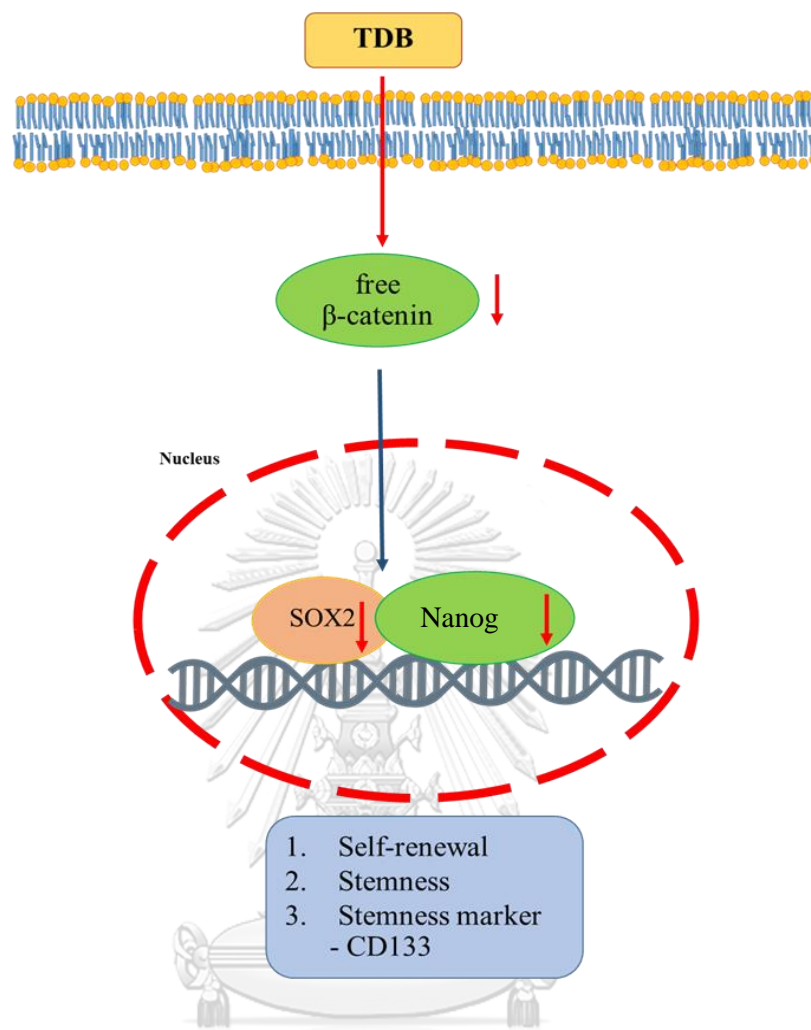 TDB
free
β-catenin
Nucleus
SOX2
Nanog
1. Self-renewal
2. Stemness
3. Stemness marker
- CD133